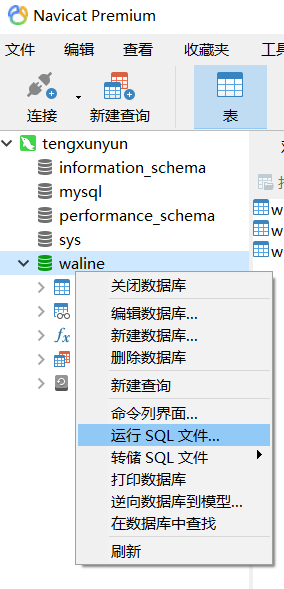 Navicat Premium
文件 编辑 查看 收藏夹
连接 新建查询 表
tengxunyun
information_schema
mysql
performance_schema
sys
waline
fx
关闭数据库
编辑数据库...
新建数据库...
删除数据库
新建查询
命令列界面...
运行 SQL 文件...
转储 SQL 文件
打印数据库
逆向数据库到模型...
在数据库中查找
刷新